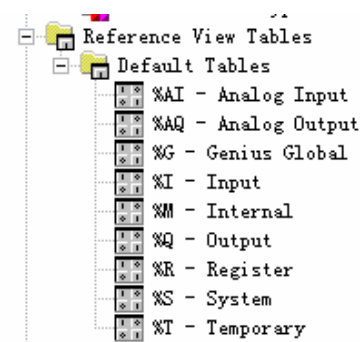 Reference View Tables
Default Tables
%AI - Analog Input
%AQ - Analog Output
%G - Genius Global
%I - Input
%M - Internal
%Q - Output
%R - Register
%S - System
%T - Temporary